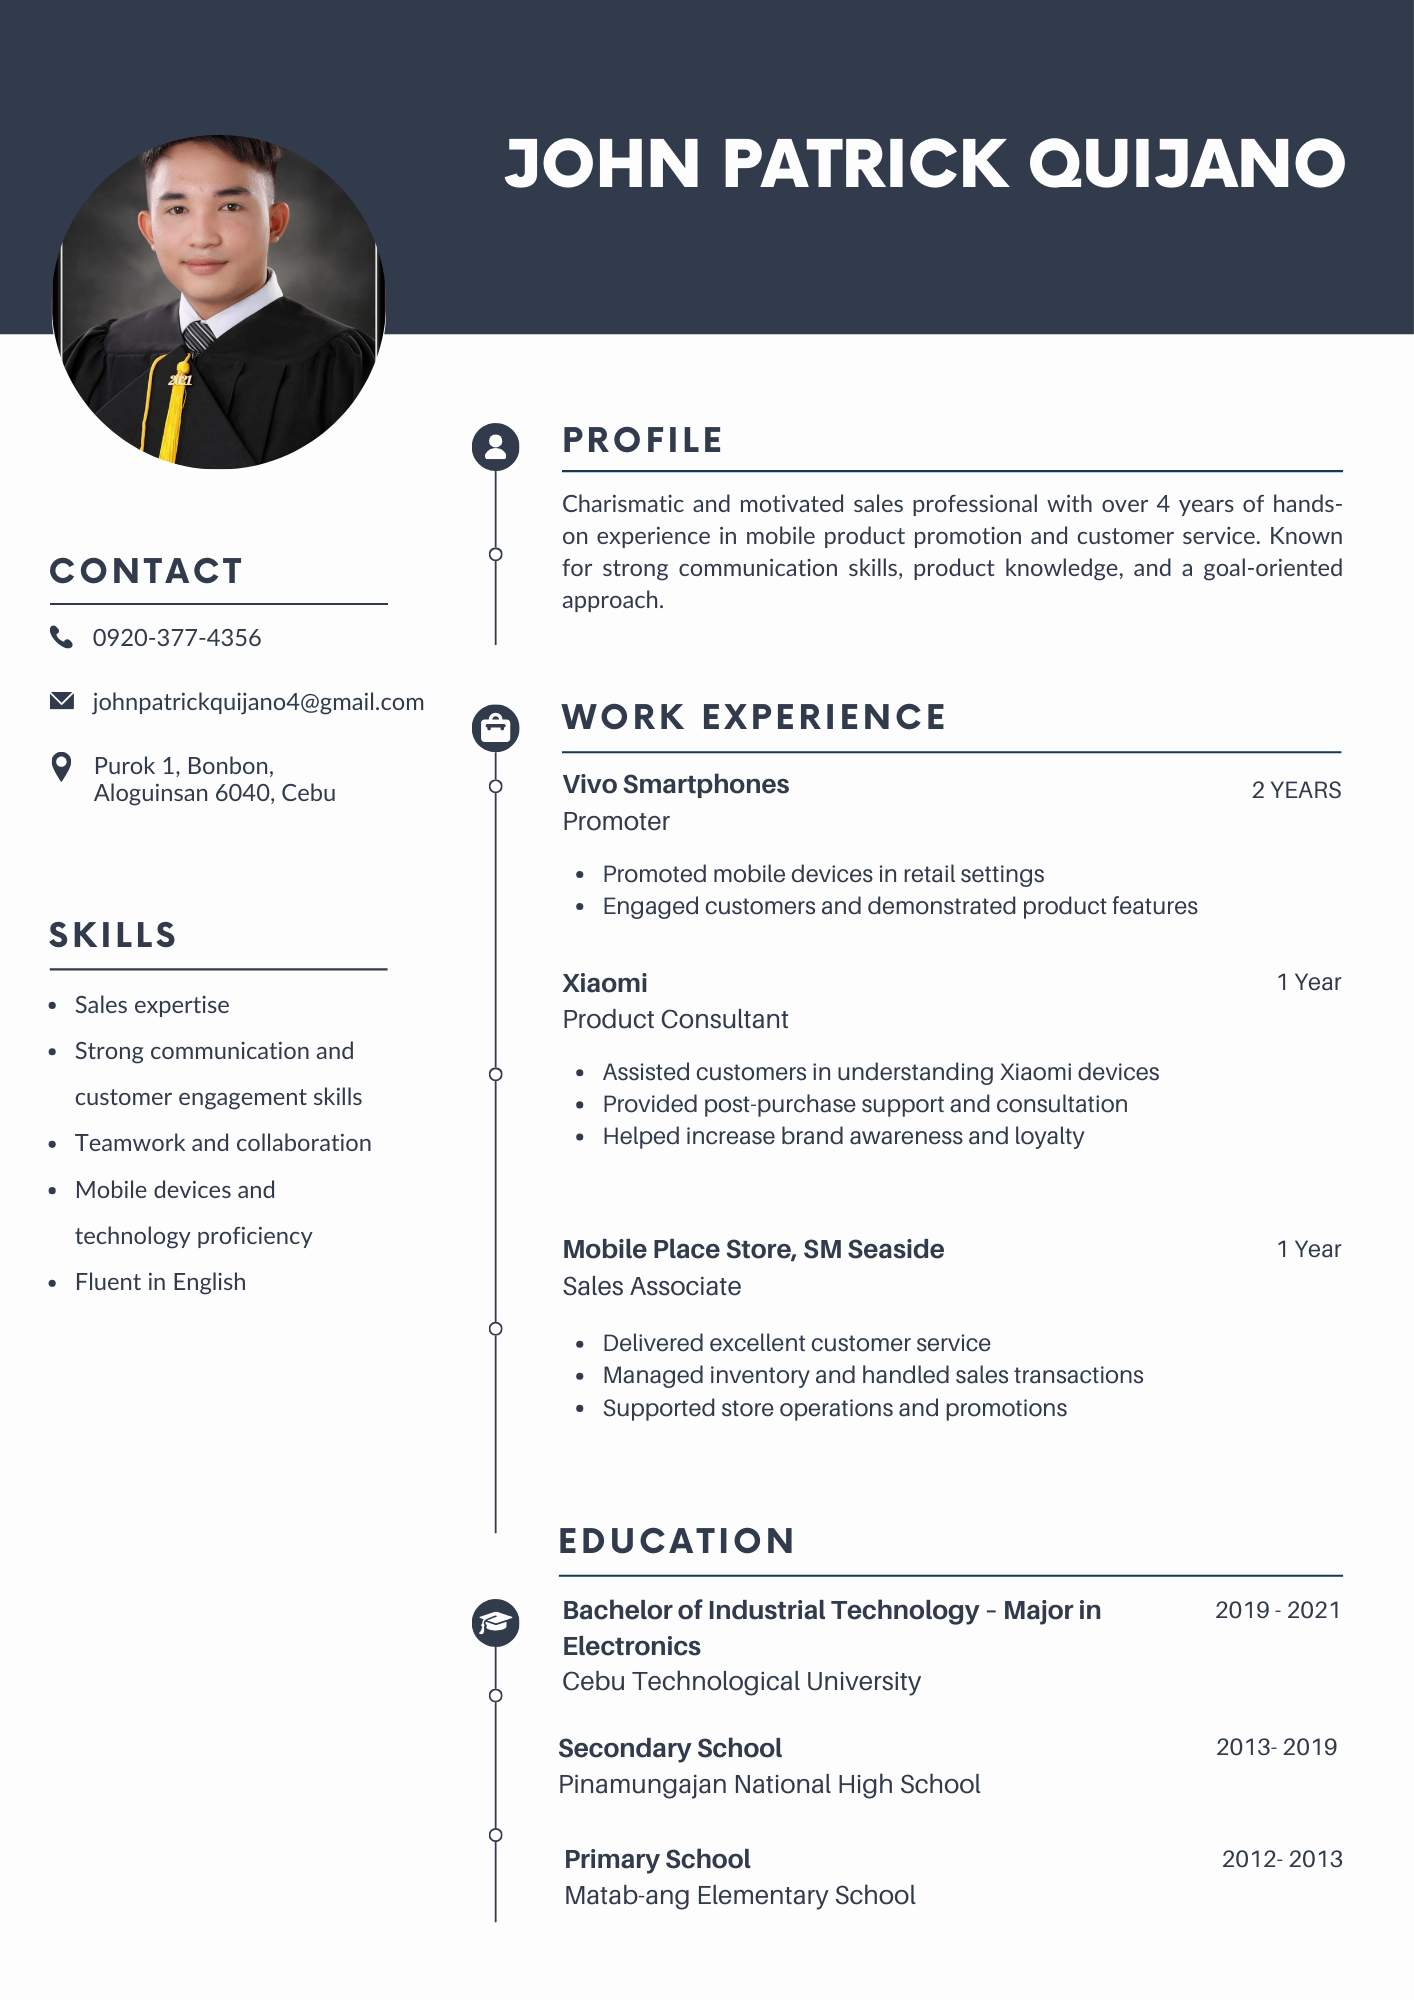 JOHN PATRICK QUIJANO
2021
CONTACT
0920-377-4356
johnpatrickquijano4@gmail.com
Purok 1, Bonbon,
Aloguinsan 6040, Cebu
SKILLS
• Sales expertise
• Strong communication and
customer engagement skills
• Teamwork and collaboration
• Mobile devices and
technology proficiency
• Fluent in English
PROFILE
Charismatic and motivated sales professional with over 4 years of hands-
on experience in mobile product promotion and customer service. Known
for strong communication skills, product knowledge, and a goal-oriented
approach.
WORK EXPERIENCE
Vivo Smartphones 2 YEARS
Promoter
• Promoted mobile devices in retail settings
• Engaged customers and demonstrated product features
Xiaomi 1 Year
Product Consultant
• Assisted customers in understanding Xiaomi devices
• Provided post-purchase support and consultation
• Helped increase brand awareness and loyalty
Mobile Place Store, SM Seaside 1 Year
Sales Associate
• Delivered excellent customer service
• Managed inventory and handled sales transactions
• Supported store operations and promotions
EDUCATION
Bachelor of Industrial Technology – Major in 2019 - 2021
Electronics
Cebu Technological University
Secondary School 2013- 2019
Pinamungajan National High School
Primary School 2012- 2013
Matab-ang Elementary School